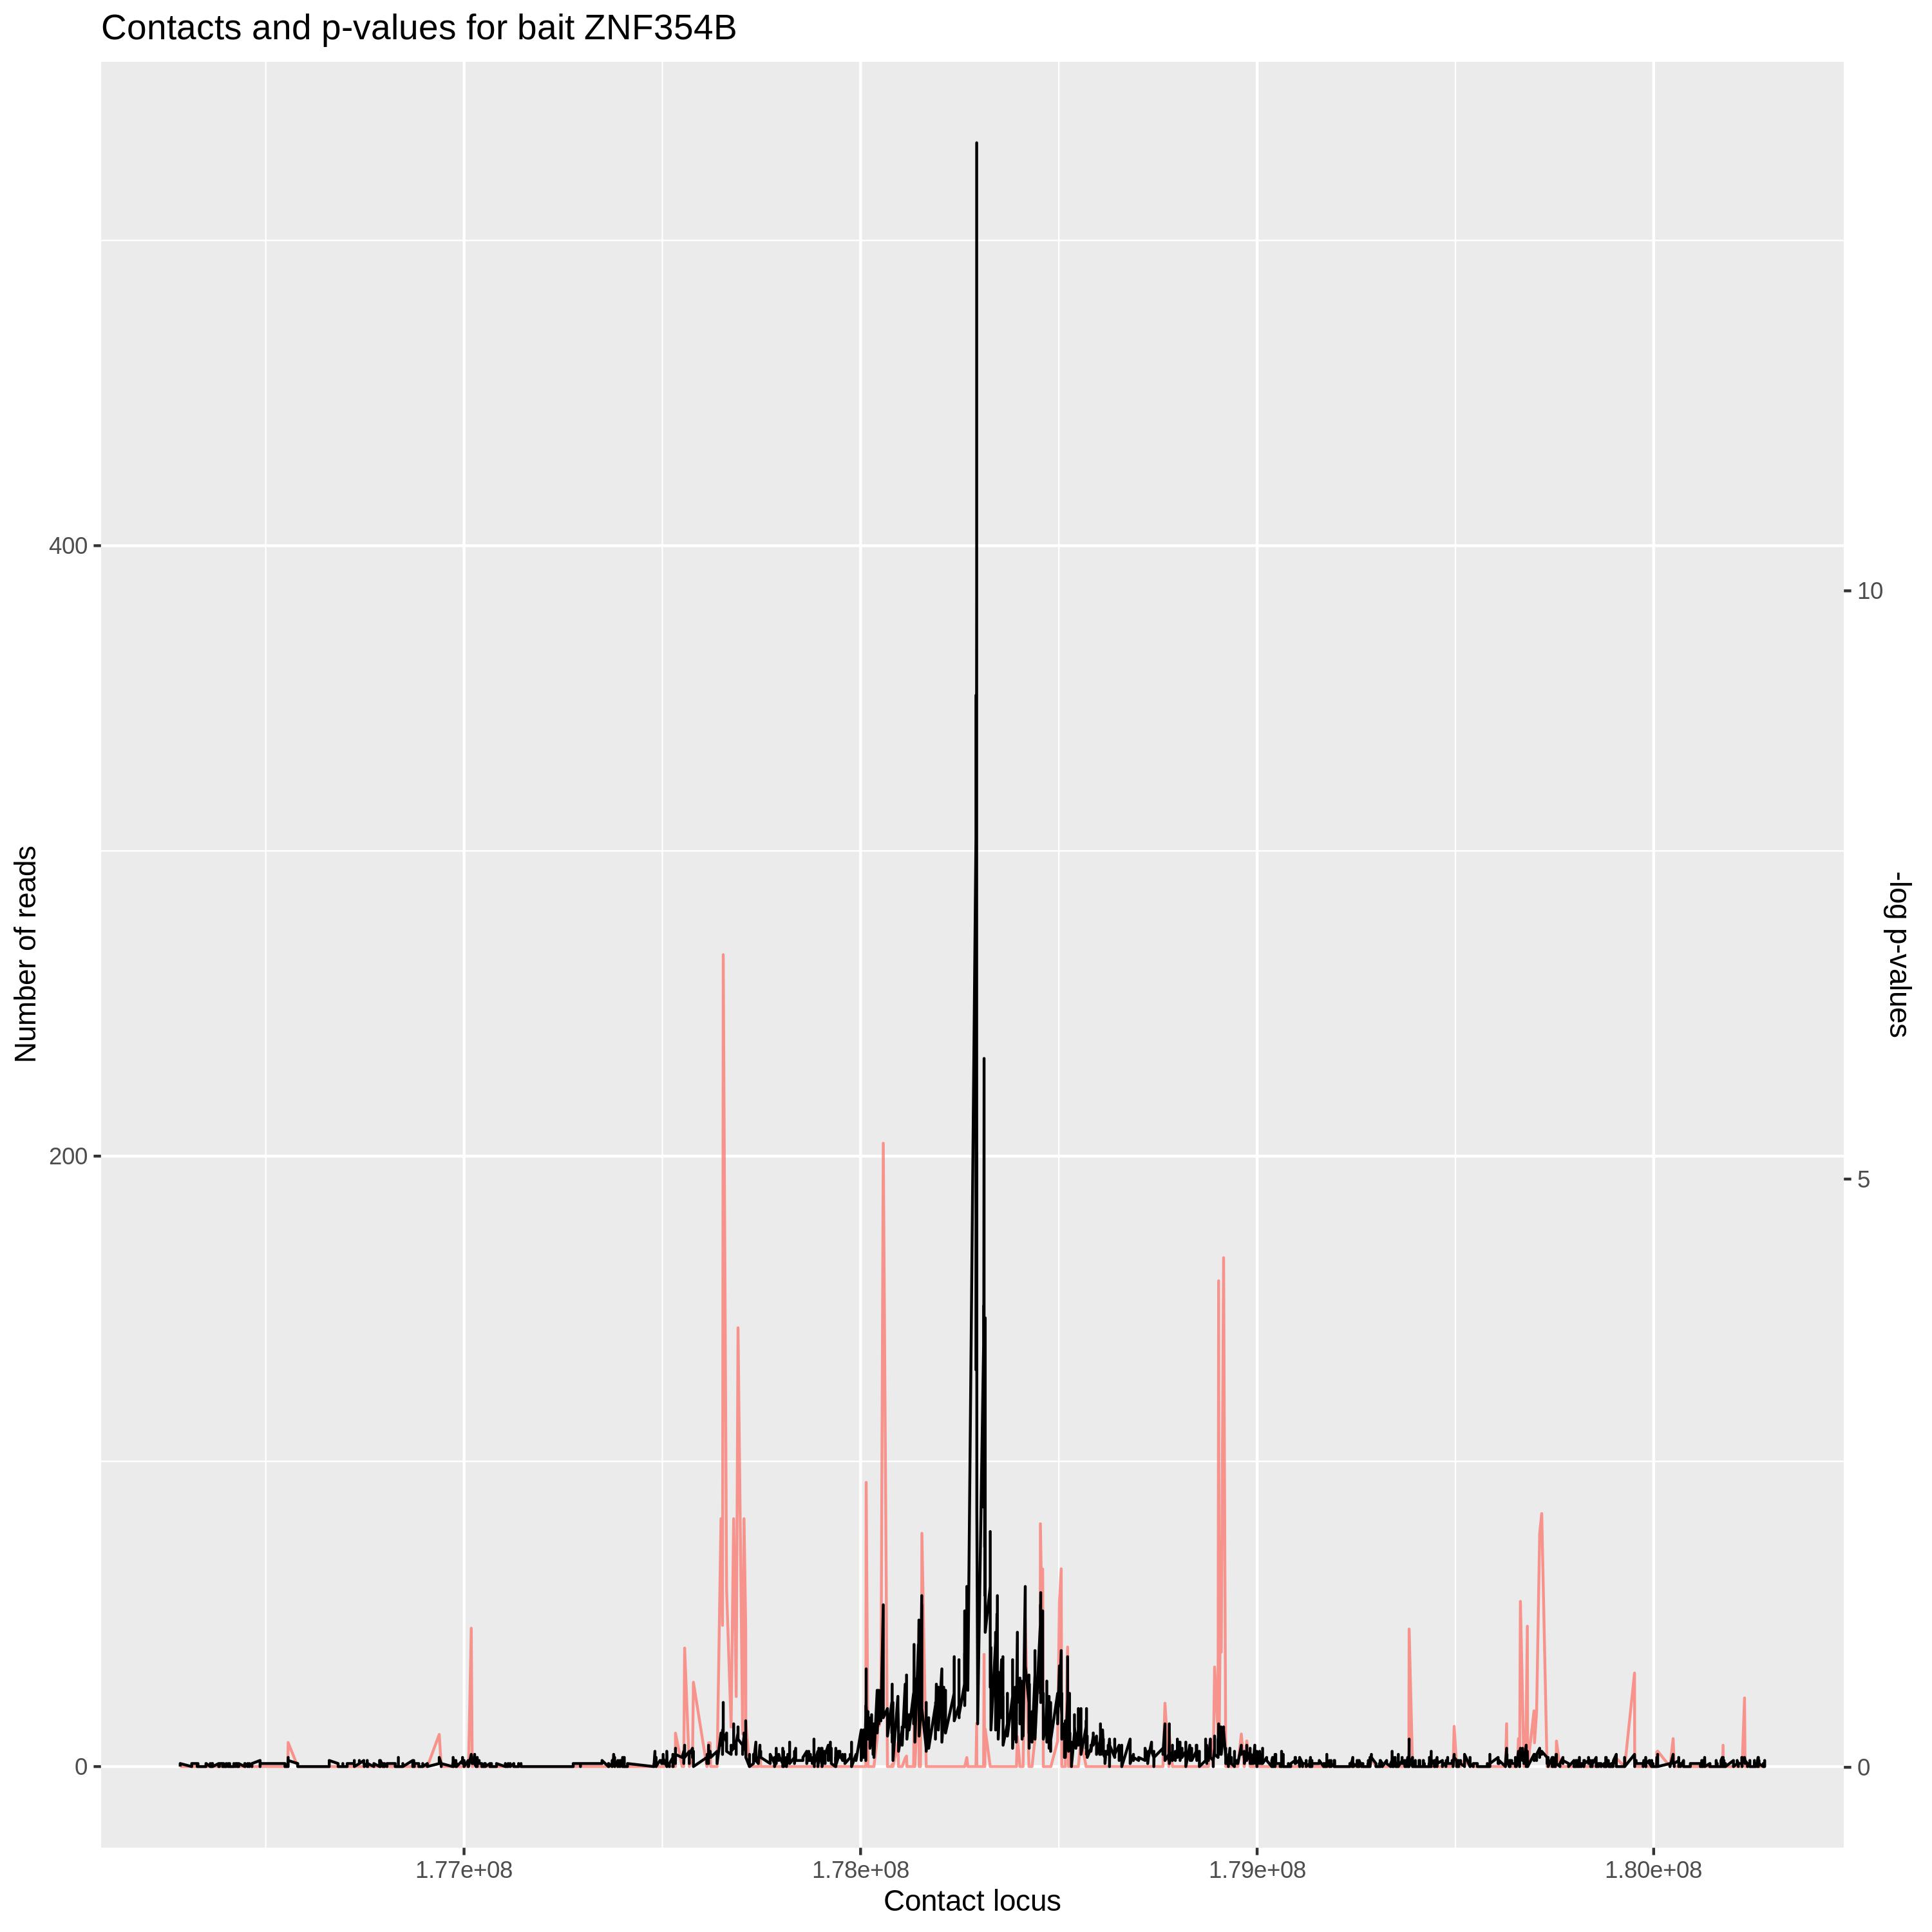 Contacts and p-values for bait ZNF354B
Number of reads
400
200
0
10
5
0
-log p-values
1.77e+08 1.78e+08 1.79e+08 1.80e+08
Contact locus